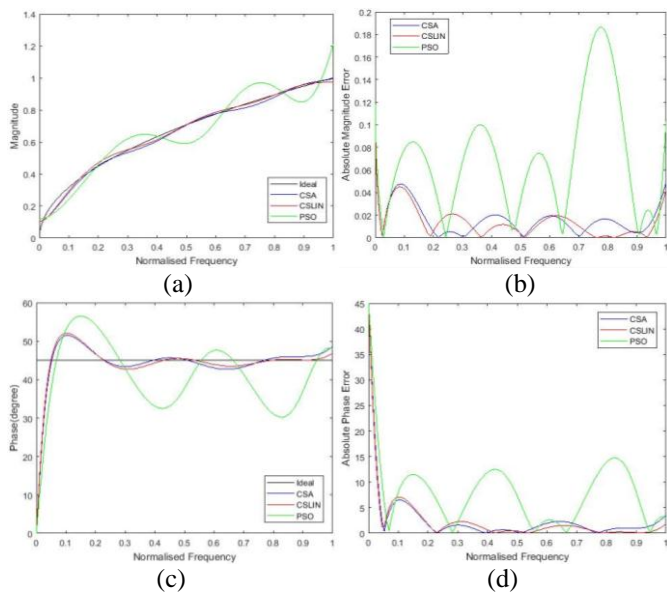 1.4
1.2
1
0.8
0.6
0.4
0.2
0
Magnitude
Ideal
CSA
CSLIN
PSO
0 0.1 0.2 0.3 0.4 0.5 0.6 0.7 0.8 0.9 1
Normalised Frequency
(a)
0.2
0.18
0.16
0.14
0.12
0.1
0.08
0.06
0.04
0.02
0
Absolute Magnitude Error
CSA
CSLIN
PSO
0 0.1 0.2 0.3 0.4 0.5 0.6 0.7 0.8 0.9 1
Normalised Frequency
(b)
60
50
40
30
20
10
0
Phase(degree)
Ideal
CSA
CSLIN
PSO
0 0.1 0.2 0.3 0.4 0.5 0.6 0.7 0.8 0.9 1
Normalised Frequency
(c)
45
40
35
30
25
20
15
10
5
0
Absolute Phase Error
CSA
CSLIN
PSO
0 0.1 0.2 0.3 0.4 0.5 0.6 0.7 0.8 0.9 1
Normalised Frequency
(d)